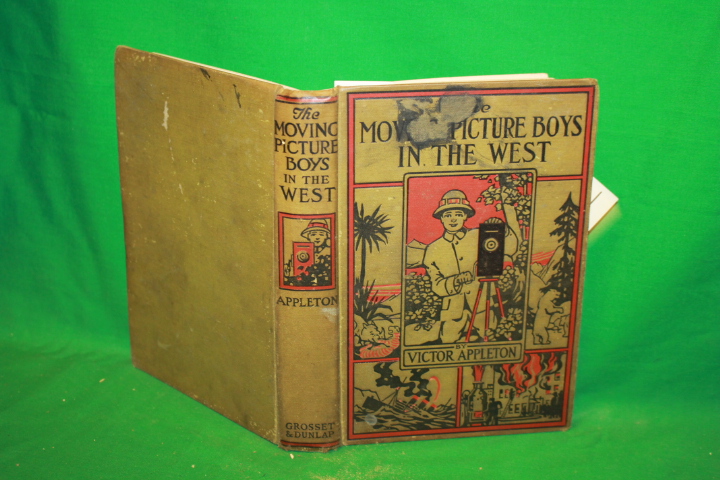 The
MOVING
PICTURE
BOYS
IN THE
WEST
APPLETON
GROSSET
& DUNLAP
PICTURE BOYS
IN THE WEST
BY
VICTOR APPLETON